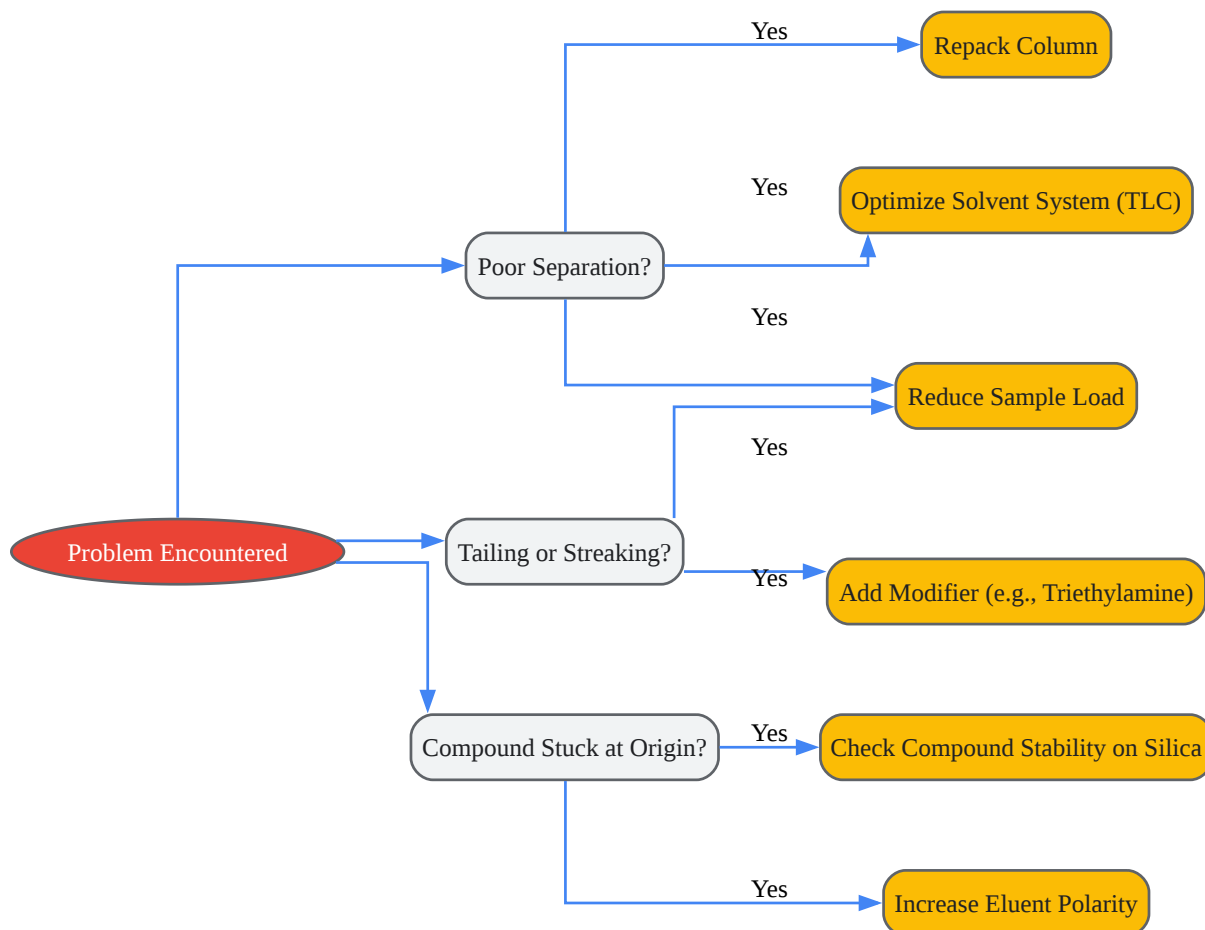 Yes
Repack Column
Yes
Optimize Solvent System (TLC)
Poor Separation?
Yes
Reduce Sample Load
Yes
Problem Encountered
Tailing or Streaking?
Yes
Add Modifier (e.g., Triethylamine)
Compound Stuck at Origin?
Yes
Check Compound Stability on Silica
Yes
Increase Eluent Polarity